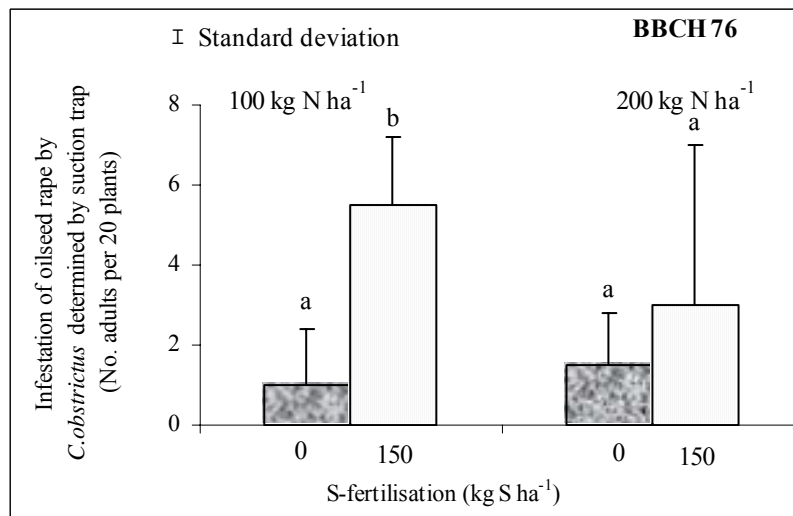 I Standard deviation
BBCH 76
100 kg N ha⁻¹
200 kg N ha⁻¹
Infestation of oilseed rape by
C.obstrictus determined by suction trap
(No. adults per 20 plants)
8
6
4
2
0
a
b
a
a
0
150
0
150
S-fertilisation (kg S ha⁻¹)